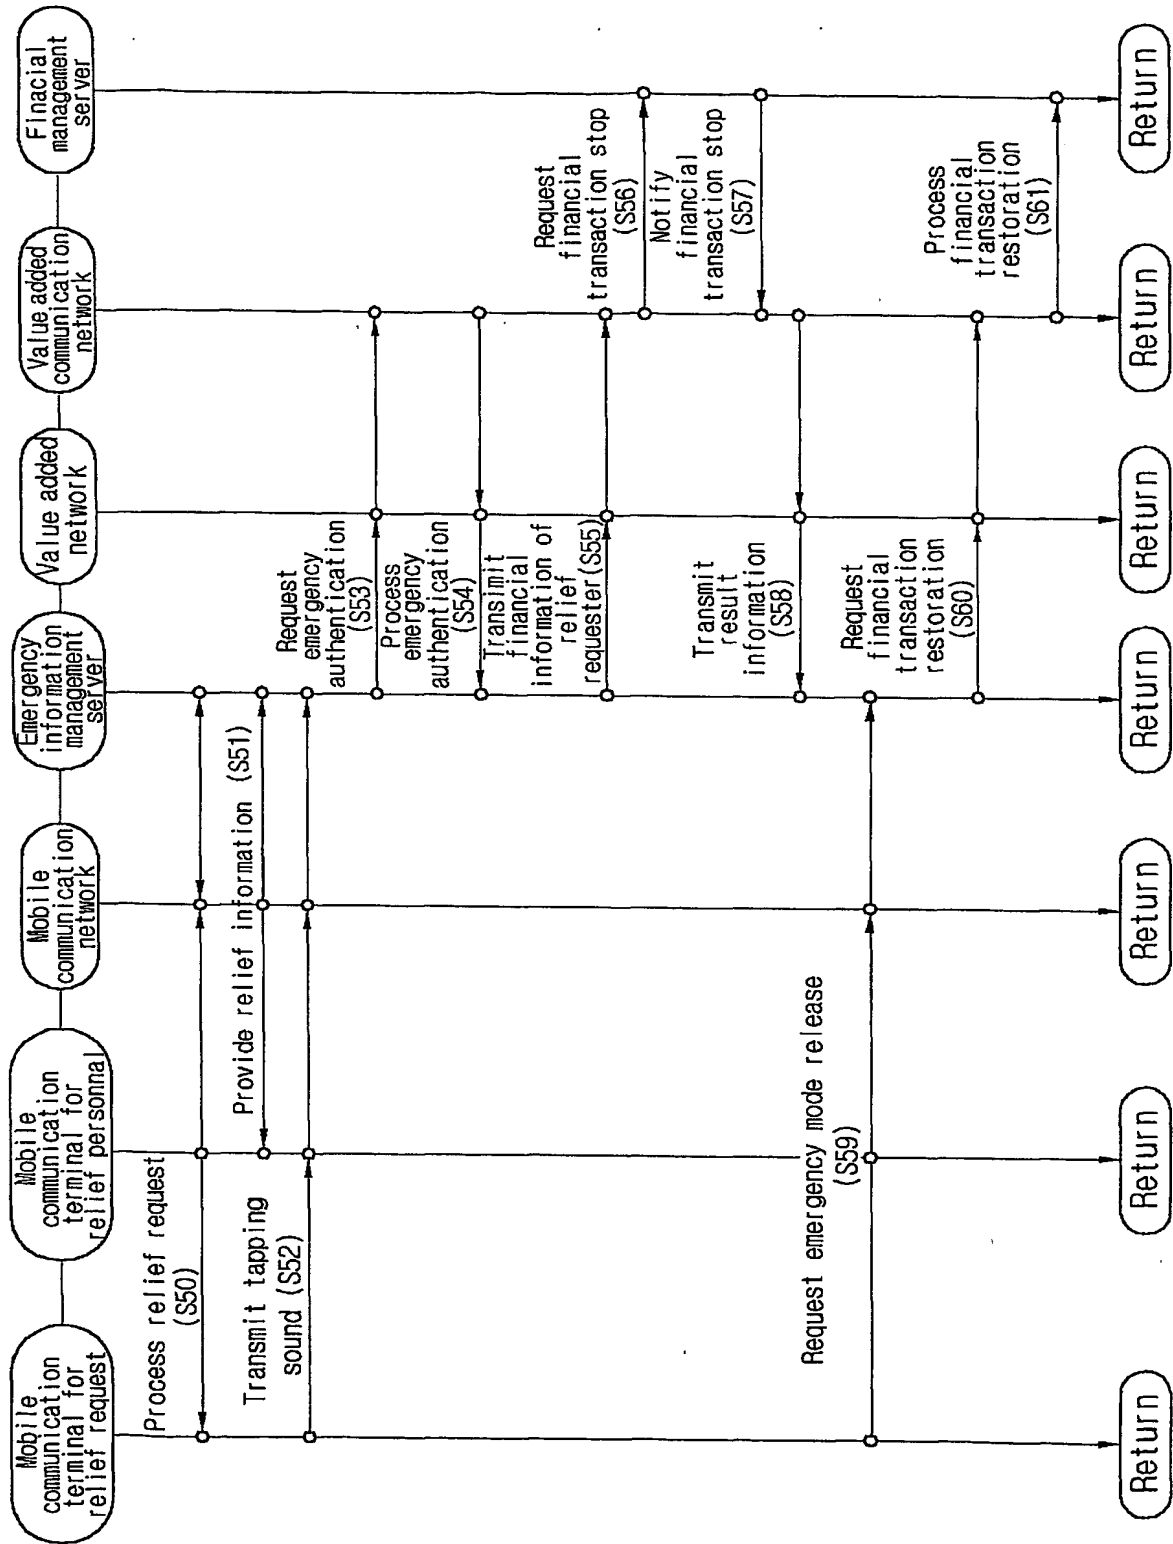 Mobile
communication
terminal for
relief request
Mobile
communication
terminal for
relief personnal
Mobile
communication
network
Emergency
information
management
server
Value added
network
Value added
communication
network
Finacial
management
server
Process relief request
(S50)
Provide relief information (S51)
Transmit tapping
sound (S52)
Request
emergency
authentication
(S53)
Process
emergency
authentication
(S54)
Transimit
financial
information of
relief
requester(S55)
Request
financial
transaction stop
(S56)
Notify
financial
transaction stop
(S57)
Transmit
result
information
(S58)
Request emergency mode release
(S59)
Request
financial
transaction
restoration
(S60)
Process
financial
transaction
restoration
(S61)
Return
Return
Return
Return
Return
Return
Return